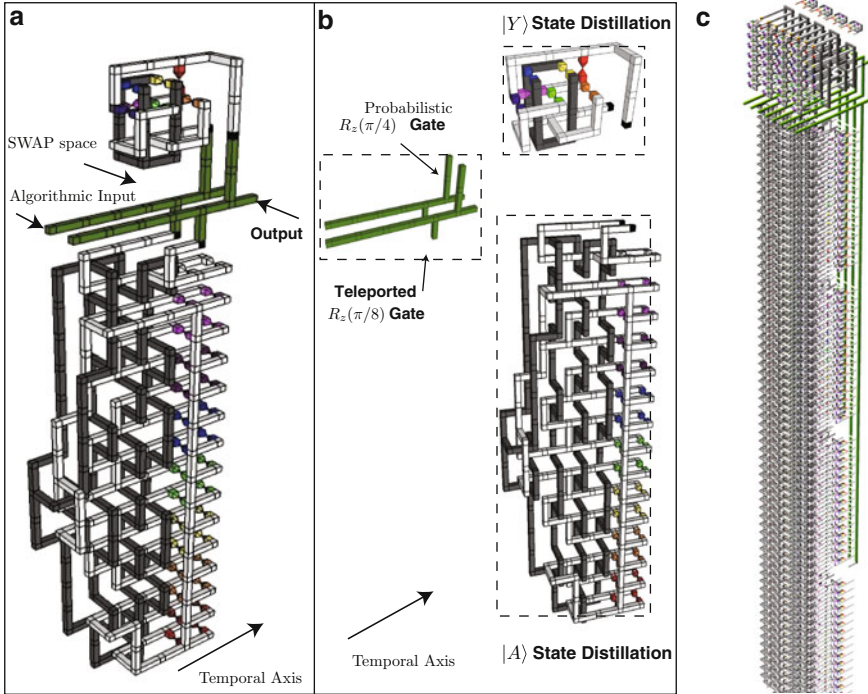 a
SWAP space
Algorithmic Input
Output
Temporal Axis
b
|Y⟩ State Distillation
Probabilistic
R_z(π/4) Gate
Teleported
R_z(π/8) Gate
Temporal Axis
|A⟩ State Distillation
c